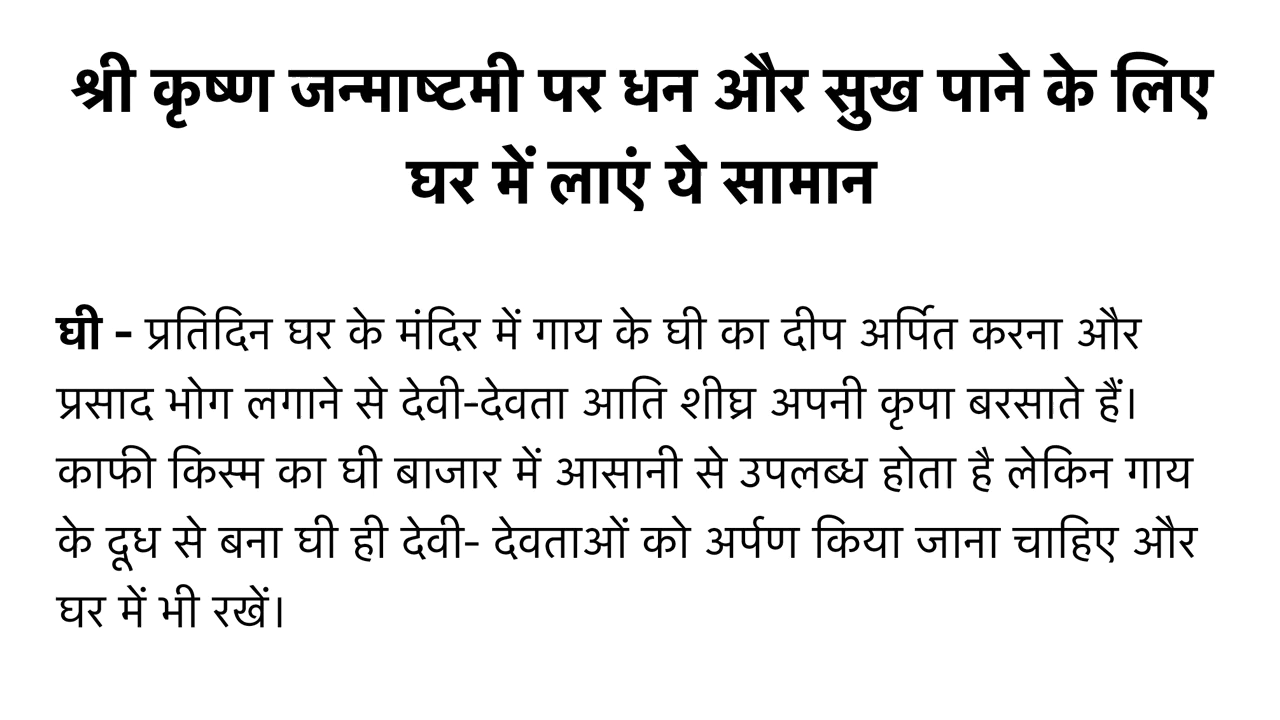 श्री कृष्ण जन्माष्टमी पर धन और सुख पाने के लिए
घर में लाएं ये सामान
घी - प्रतिदिन घर के मंदिर में गाय के घी का दीप अर्पित करना और
प्रसाद भोग लगाने से देवी-देवता आति शीघ्र अपनी कृपा बरसाते हैं।
काफी किस्म का घी बाजार में आसानी से उपलब्ध होता है लेकिन गाय
के दूध से बना घी ही देवी- देवताओं को अर्पण किया जाना चाहिए और
घर में भी रखें।